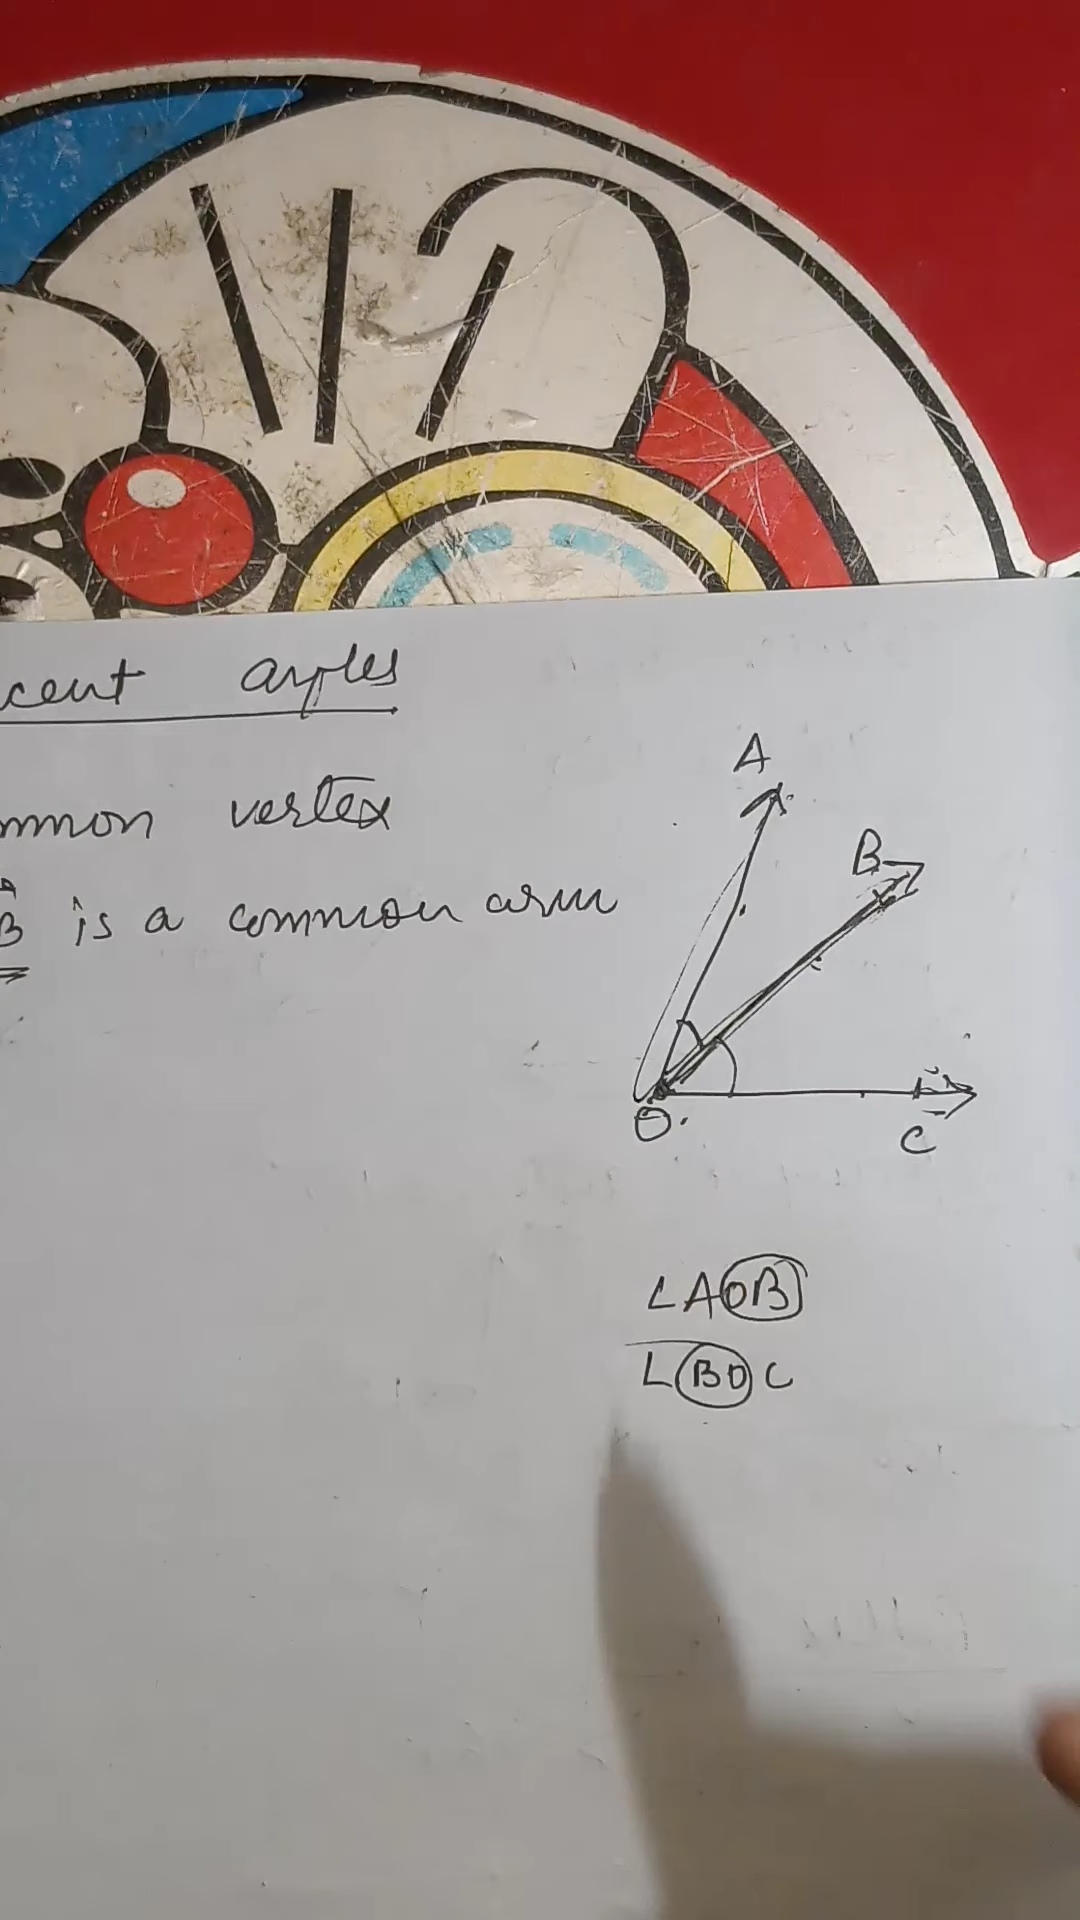 cent angles
mmon vertex
B is a common arm
A
B
O
C
∠AOB
∠BOC